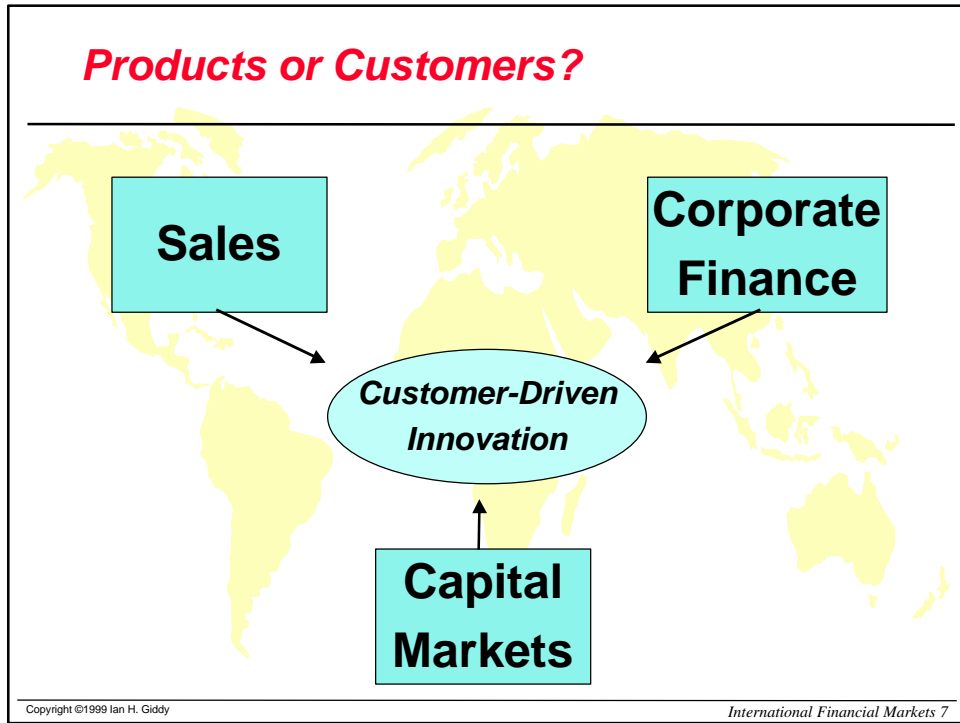 Products or Customers?
Sales
Corporate
Finance
Customer-Driven
Innovation
Capital
Markets
Copyright ©1999 Ian H. Giddy
International Financial Markets 7